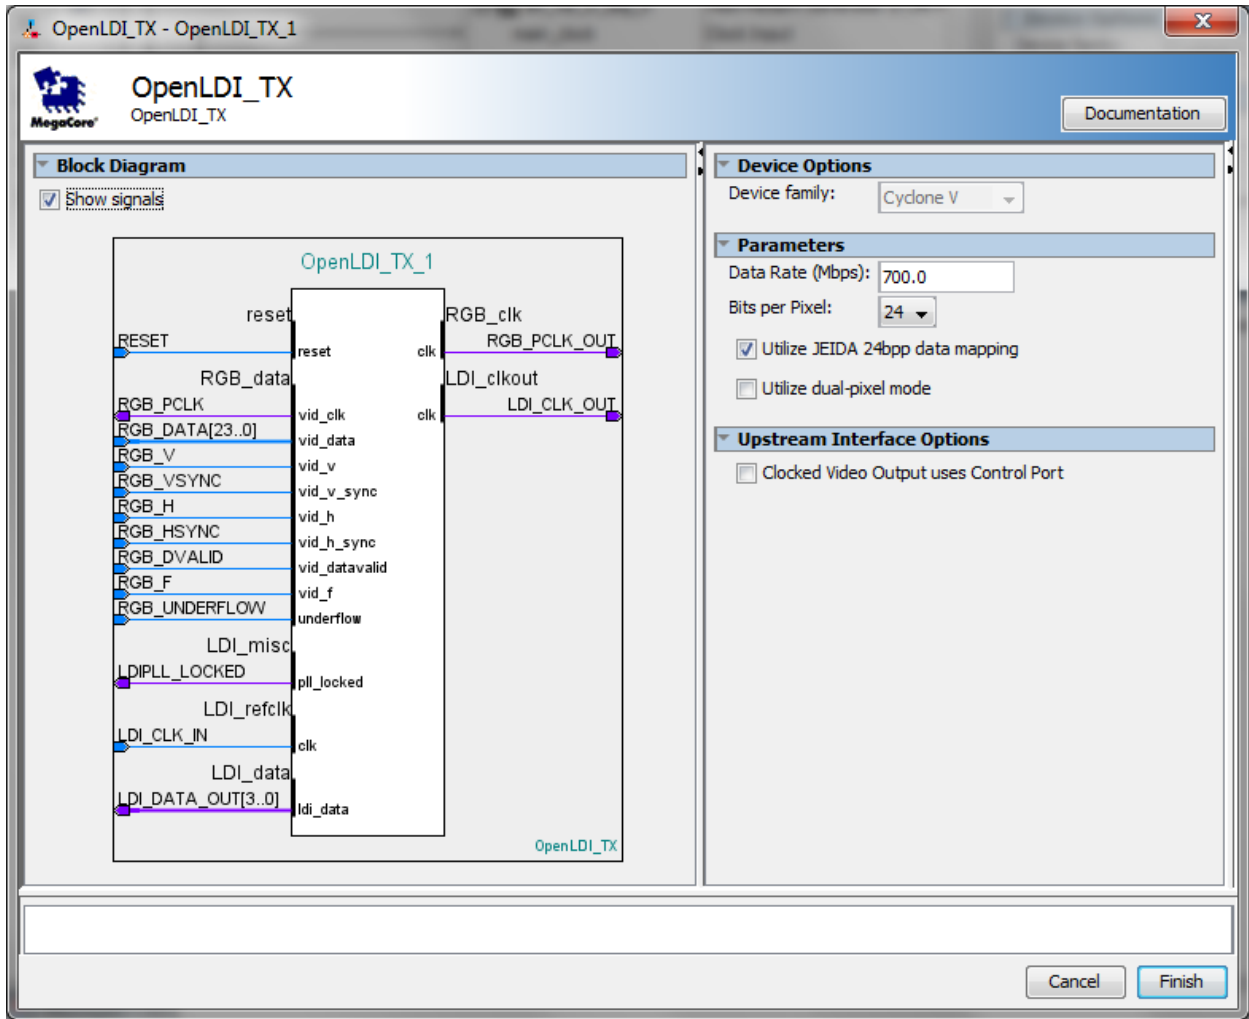 OpenLDI_TX - OpenLDI_TX_1
OpenLDI_TX
OpenLDI_TX
MegaCore®
Documentation
Block Diagram
Show signals
OpenLDI_TX_1
reset
RESET
reset
RGB_clk
RGB_PCLK_OUT
clk
RGB_data
RGB_PCLK
vid_clk
LDI_clkout
LDI_CLK_OUT
clk
RGB_DATA[23..0]
vid_data
RGB_V
vid_v
RGB_VSYNC
vid_v_sync
RGB_H
vid_h
RGB_HSYNC
vid_h_sync
RGB_DVALID
vid_datavalid
RGB_F
vid_f
RGB_UNDERFLOW
underflow
LDI_misc
LDIPLL_LOCKED
pll_locked
LDI_refclk
LDI_CLK_IN
clk
LDI_data
LDI_DATA_OUT[3..0]
ldi_data
OpenLDI_TX
Device Options
Device family:
Cyclone V
Parameters
Data Rate (Mbps):
700.0
Bits per Pixel:
24
Utilize JEIDA 24bpp data mapping
Utilize dual-pixel mode
Upstream Interface Options
Clocked Video Output uses Control Port
Cancel
Finish